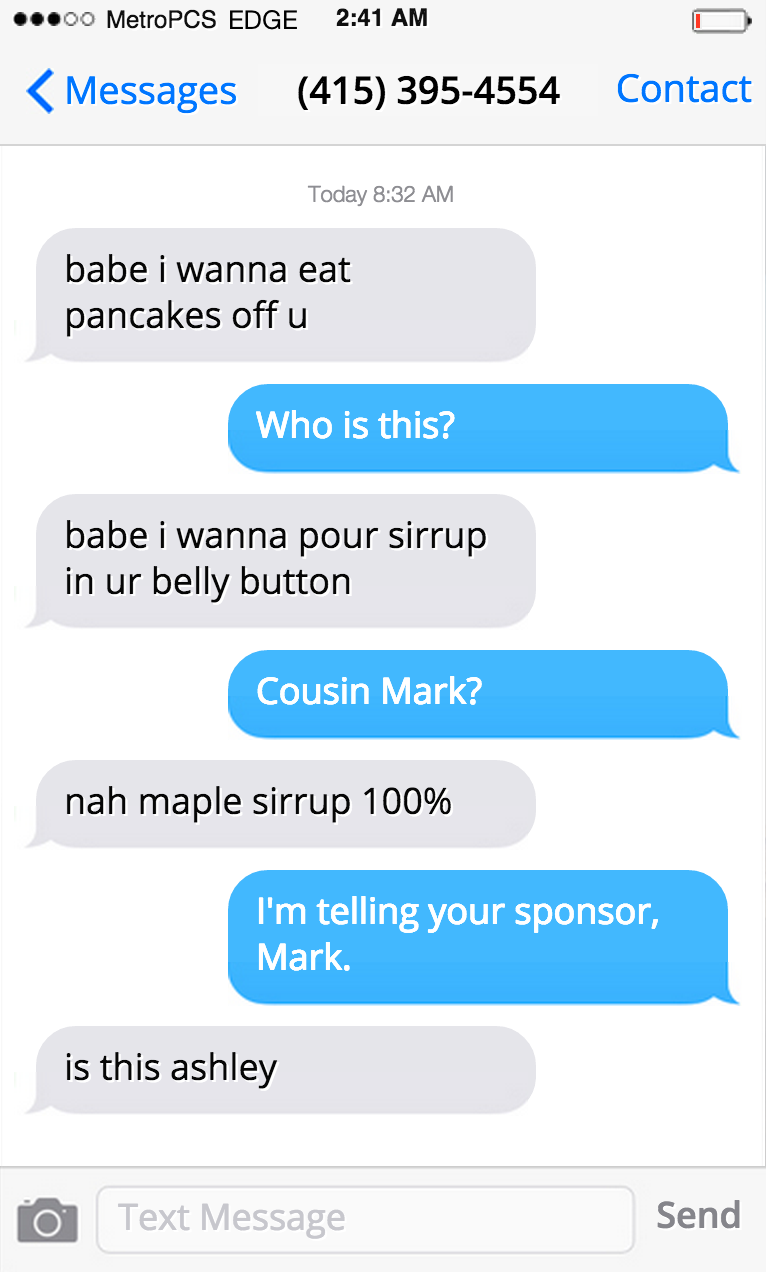 MetroPCS EDGE 2:41 AM
Messages (415) 395-4554 Contact
Today 8:32 AM
babe i wanna eat
pancakes off u
Who is this?
babe i wanna pour sirrup
in ur belly button
Cousin Mark?
nah maple sirrup 100%
I'm telling your sponsor,
Mark.
is this ashley
Text Message Send